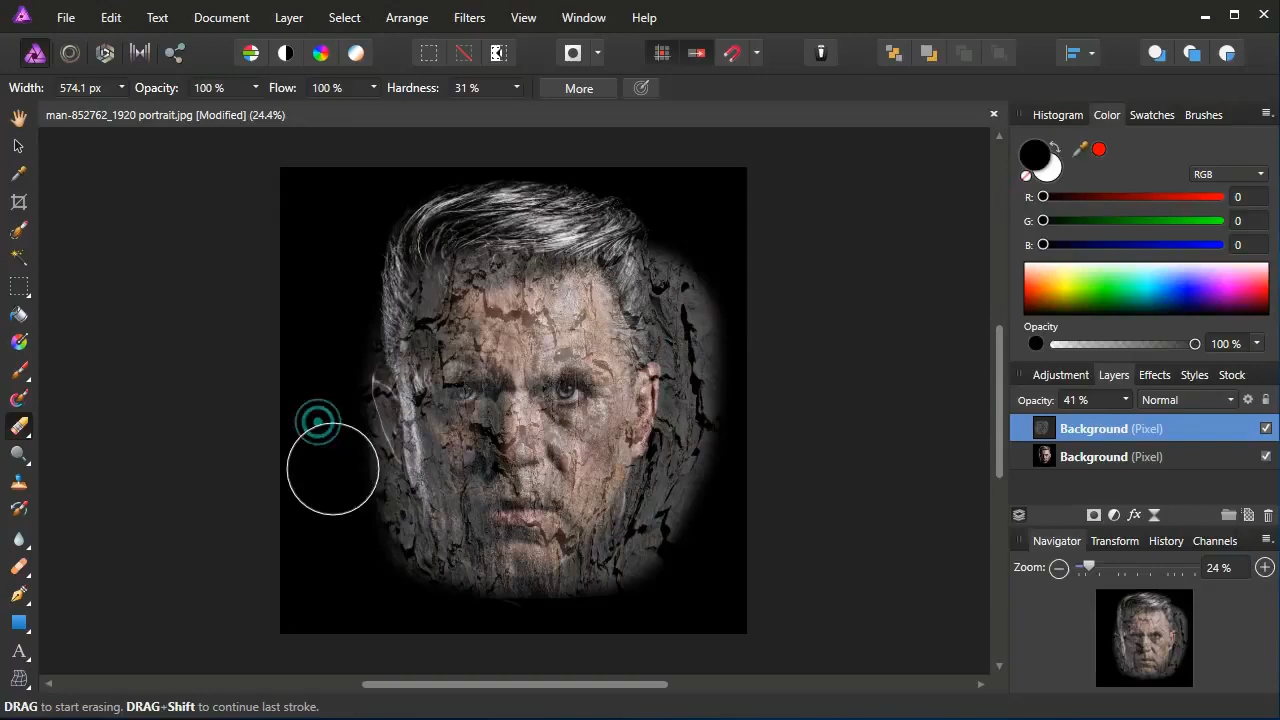 File Edit Text Document Layer Select Arrange Filters View Window Help
Width: 574.1 px Opacity: 100 % Flow: 100 % Hardness: 31 % More
man-852762_1920 portrait.jpg [Modified] (24.4%)
Histogram Color Swatches Brushes
RGB
R: 0
G: 0
B: 0
Opacity
100 %
Adjustment Layers Effects Styles Stock
Opacity: 41 % Normal
Background (Pixel)
Background (Pixel)
fx
Navigator Transform History Channels
Zoom: 24 %
A
DRAG to start erasing. DRAG+Shift to continue last stroke.